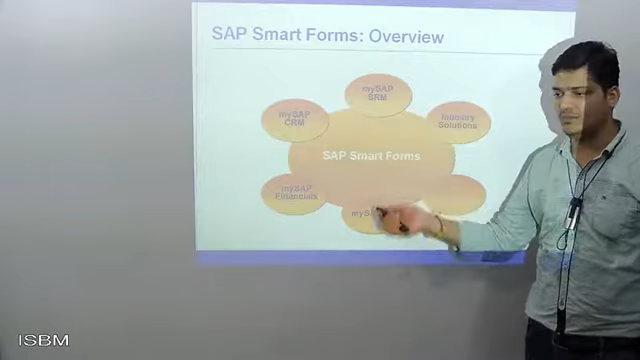 SAP Smart Forms: Overview
mySAP
SRM
mySAP
CRM
Industry
Solutions
SAP Smart Forms
mySAP
Financials
ISBM